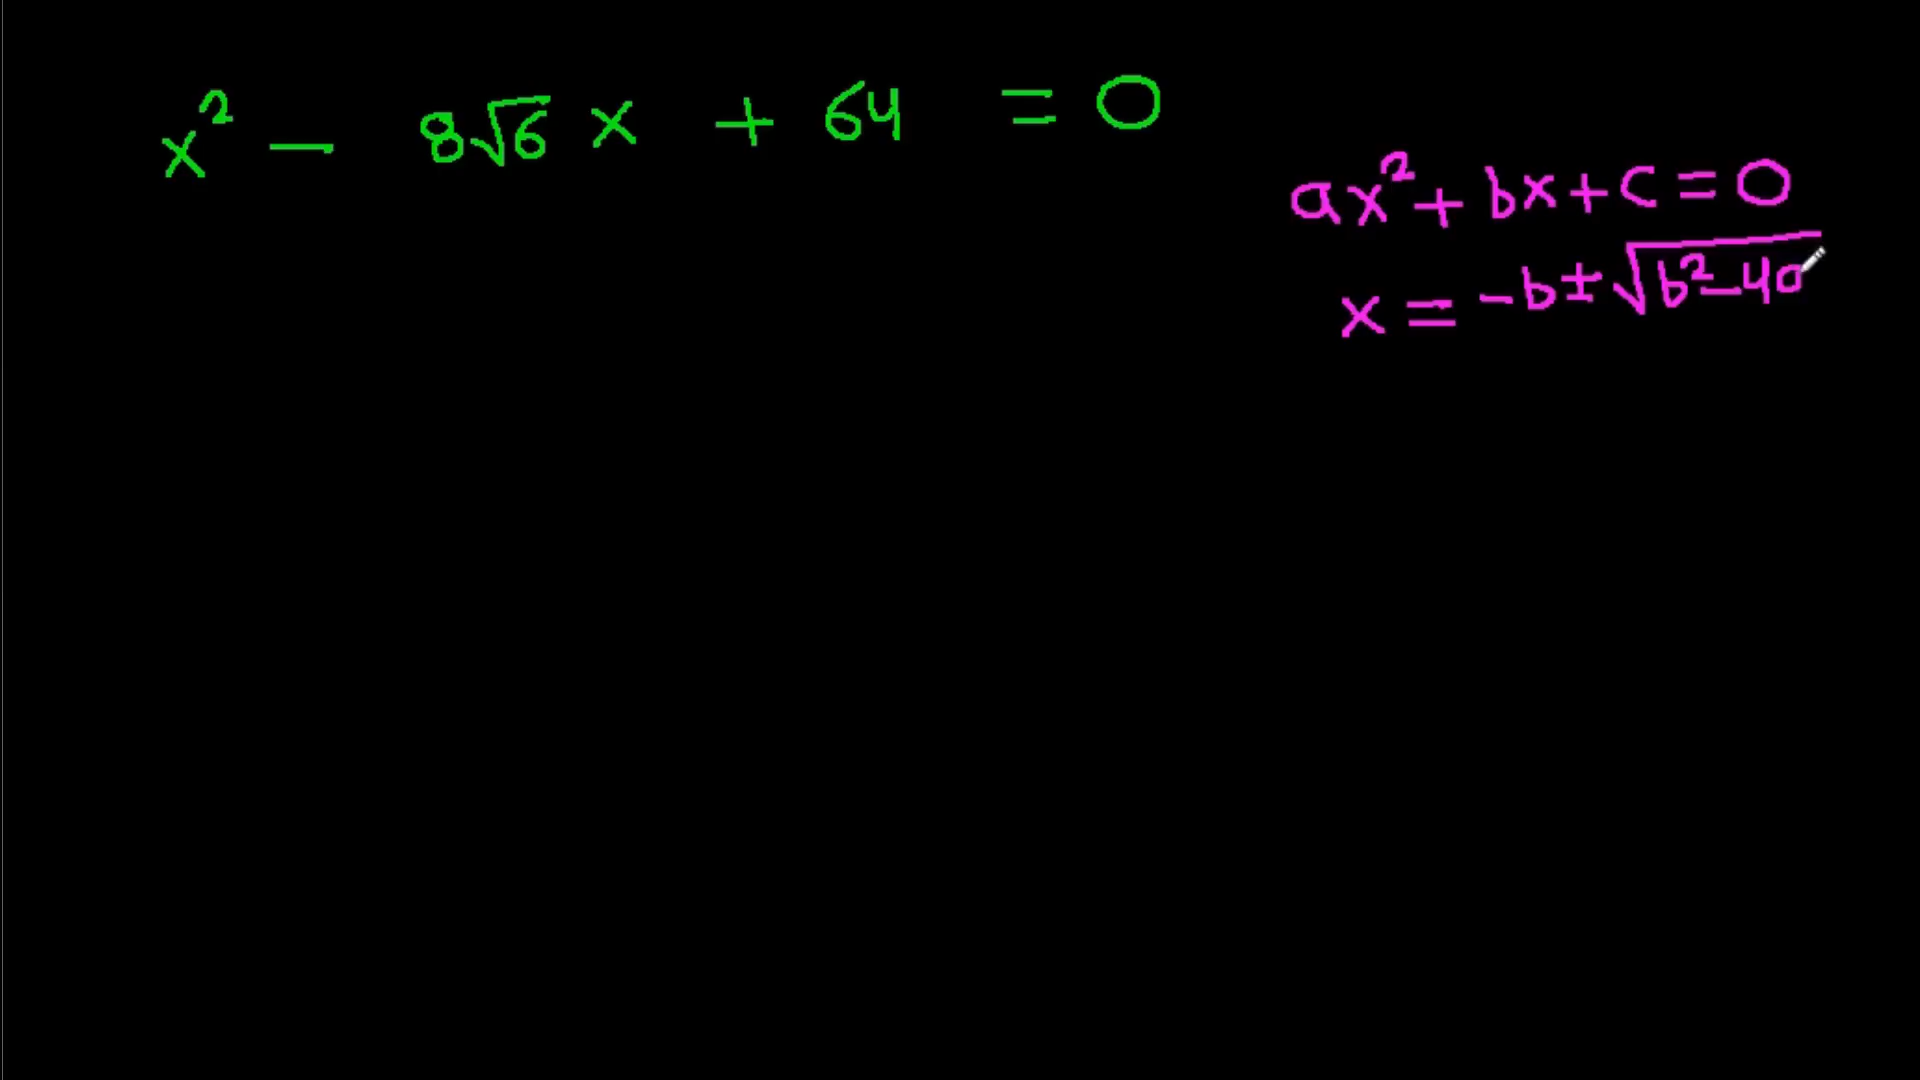 x² - 8√6 x + 64 = 0
ax² + bx + c = 0
x = -b ± √b² - 4a